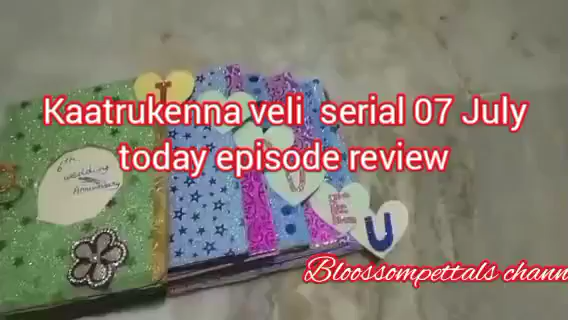 Kaatrukenna veli serial 07 July
today episode review
I
6th
wedding
Anniversary
U
Bloossompettals chann